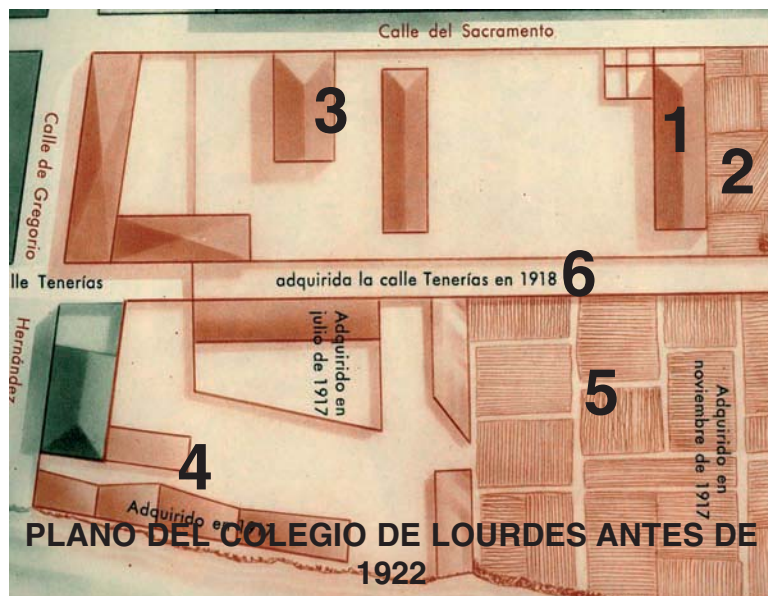 Calle del Sacramento
3
1
2
Calle de Gregorio
6
lle Tenerías
adquirida la calle Tenerías en 1918
Hernández
Adquirido en
julio de 1917
5
Adquirido en
noviembre de 1917
4
Adquirido en
PLANO DEL COLEGIO DE LOURDES ANTES DE
1922